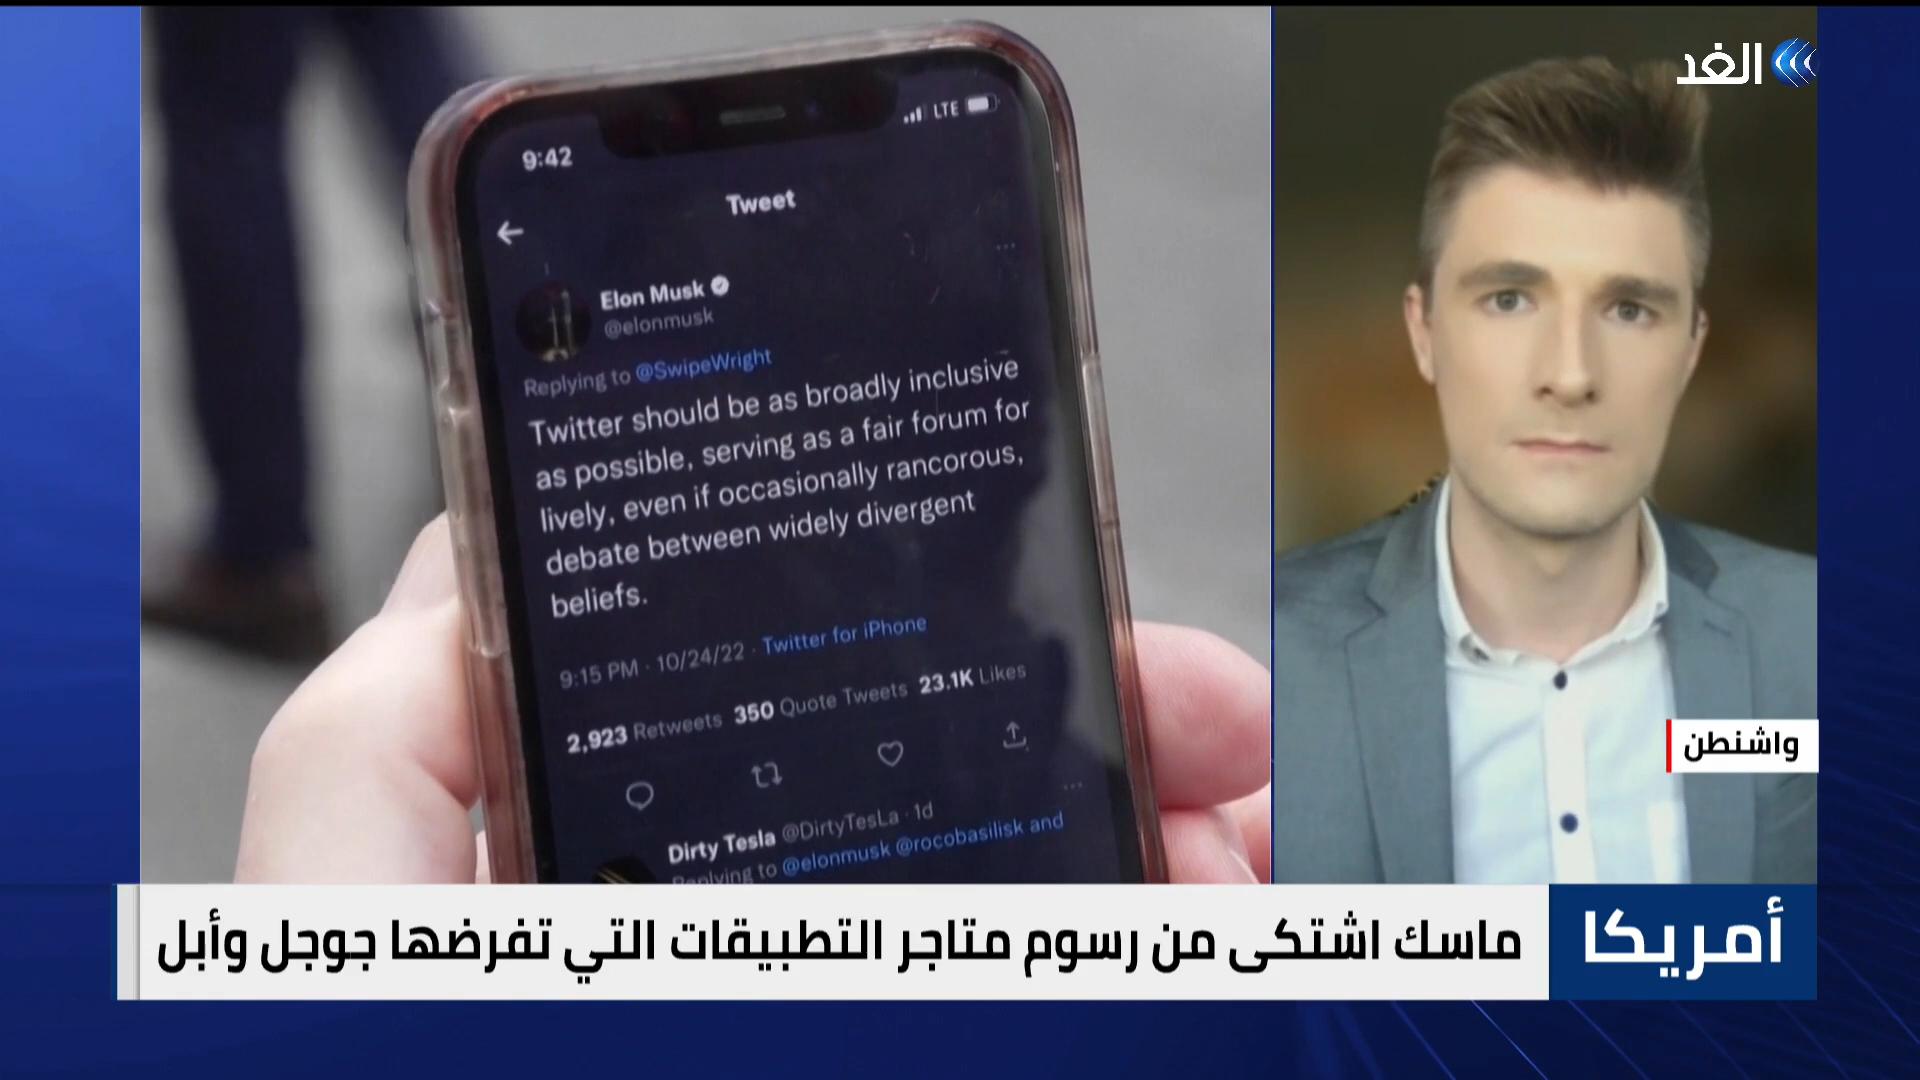 الغد
9:42
LTE
Tweet
Elon Musk
@elonmusk
Replying to @SwipeWright
Twitter should be as broadly inclusive
as possible, serving as a fair forum for
lively, even if occasionally rancorous,
debate between widely divergent
beliefs.
9:15 PM · 10/24/22 · Twitter for iPhone
2,923 Retweets 350 Quote Tweets 23.1K Likes
Dirty Tesla @DirtyTesLa · 1d
Replying to @elonmusk @rocobasilisk and
واشنطن
أمريكا
ماسك اشتكى من رسوم متاجر التطبيقات التي تفرضها جوجل وأبل